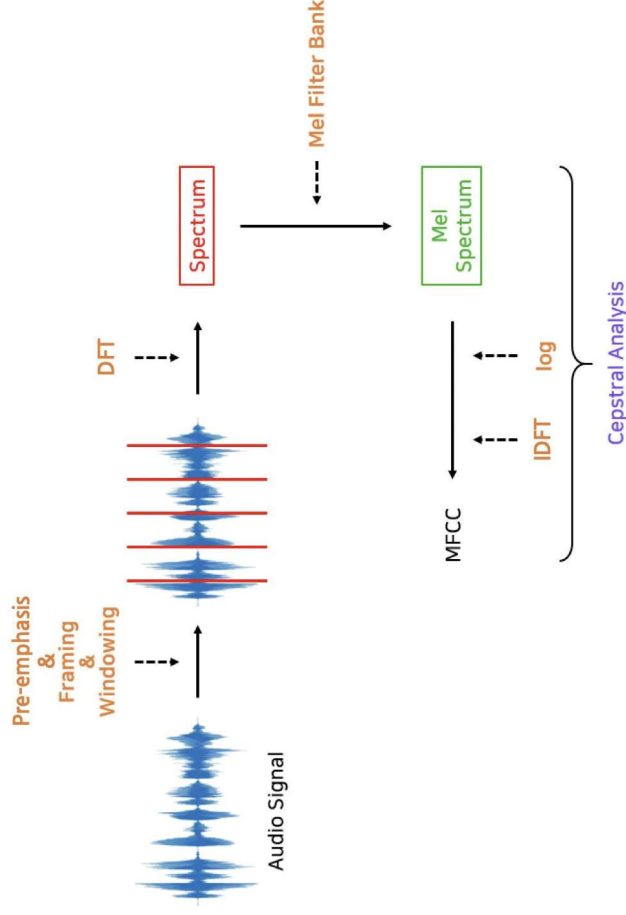 Pre-emphasis
&
Framing
&
Windowing
DFT
Audio Signal
Spectrum
Mel Filter Bank
Mel
Spectrum
log
IDFT
MFCC
Cepstral Analysis